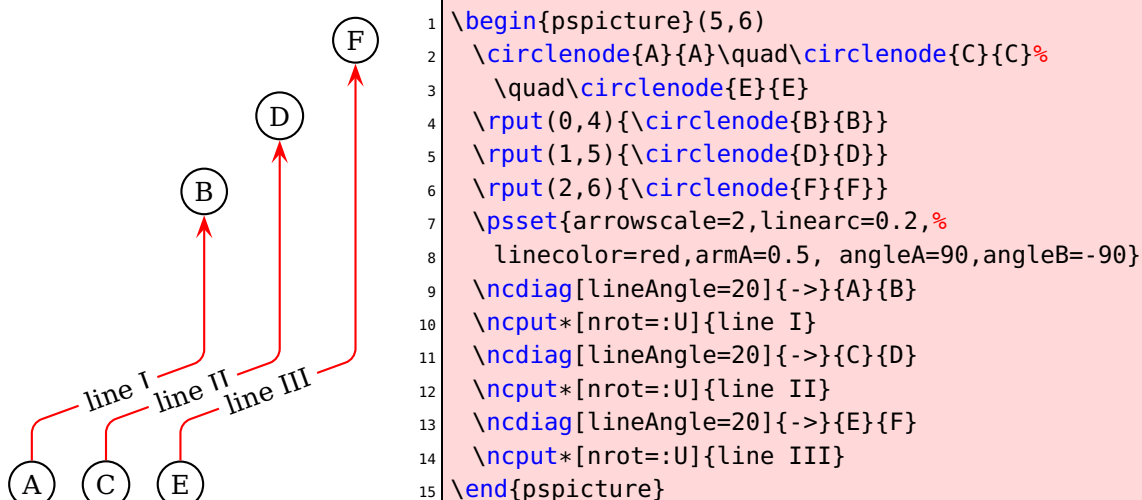 F
D
B
line I
line II
line III
A
C
E
1 \begin{pspicture}(5,6)
2 \circlenode{A}{A}\quad\circlenode{C}{C}%
3 \quad\circlenode{E}{E}
4 \rput(0,4){\circlenode{B}{B}}
5 \rput(1,5){\circlenode{D}{D}}
6 \rput(2,6){\circlenode{F}{F}}
7 \psset{arrowscale=2,linearc=0.2,%
8 linecolor=red,armA=0.5, angleA=90,angleB=-90}
9 \ncdiag[lineAngle=20]{->}{A}{B}
10 \ncput*[nrot=:U]{line I}
11 \ncdiag[lineAngle=20]{->}{C}{D}
12 \ncput*[nrot=:U]{line II}
13 \ncdiag[lineAngle=20]{->}{E}{F}
14 \ncput*[nrot=:U]{line III}
15 \end{pspicture}